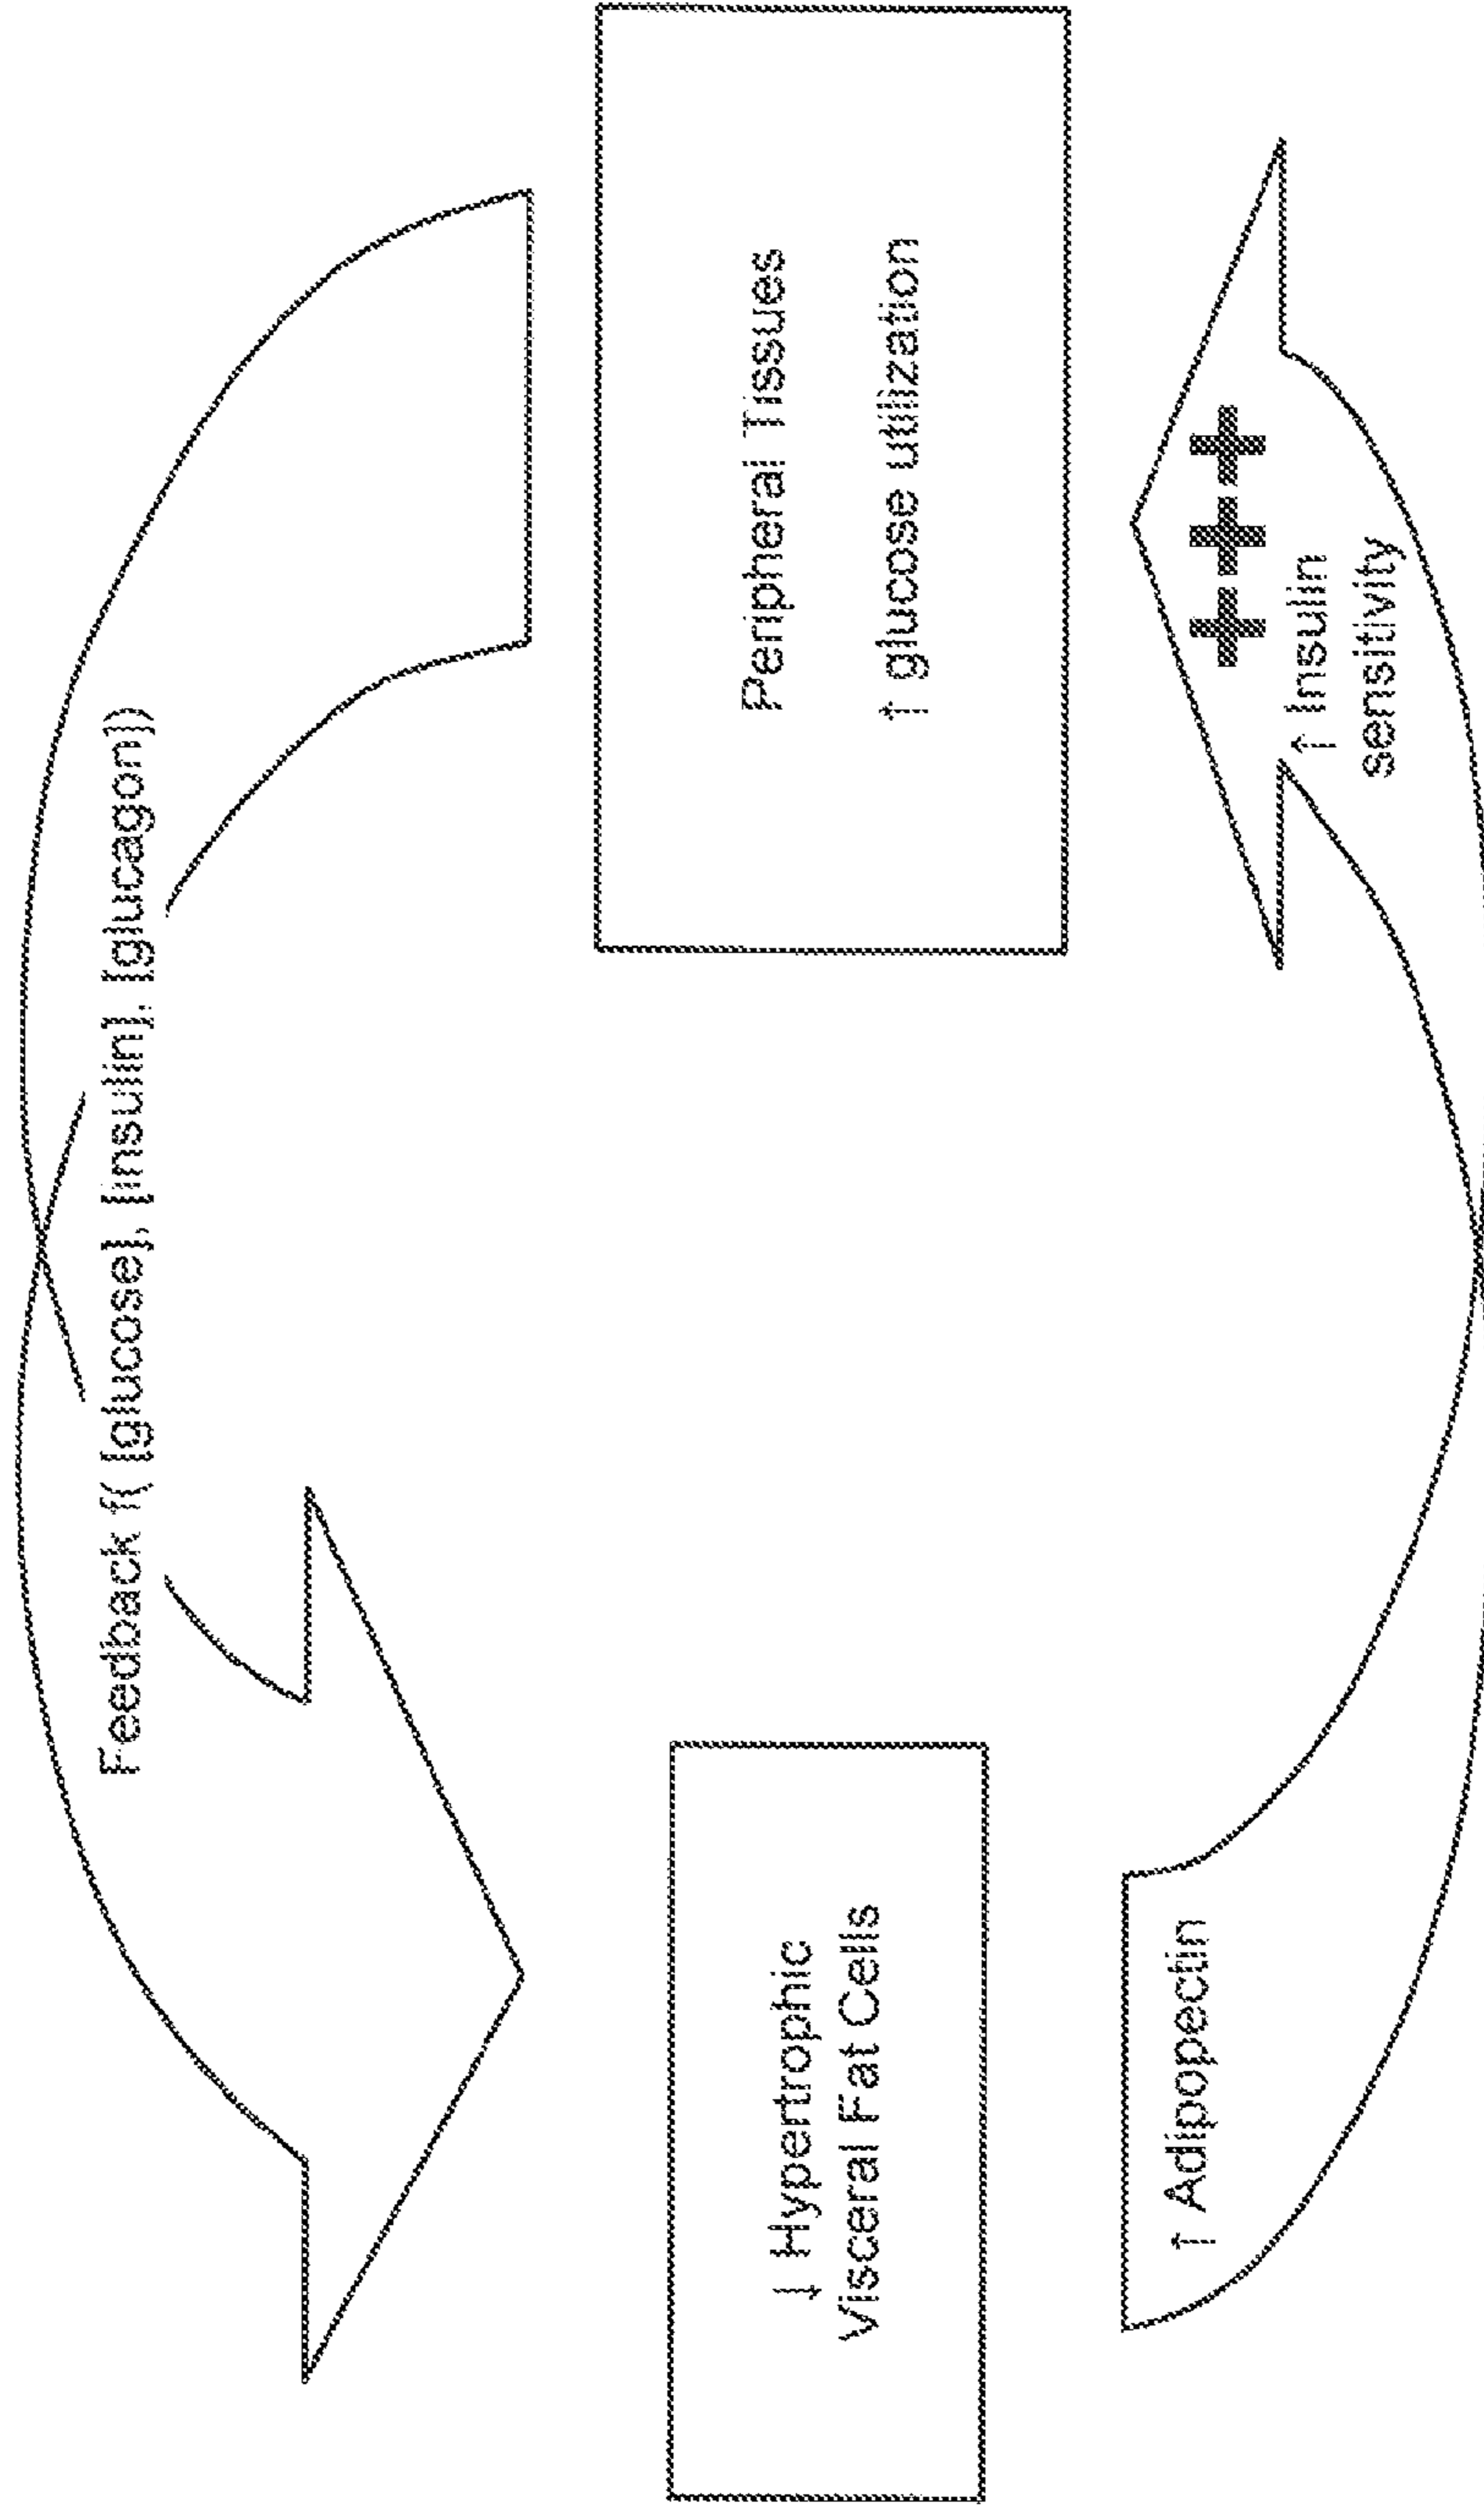 Feedback f( [glucose], [insulin], [glucagon])
↓ Hypertrophic
Visceral Fat Cells
Peripheral Tissues
↑ glucose utilization
↑ Adipopectin
+++
↑ Insulin
sensitivity